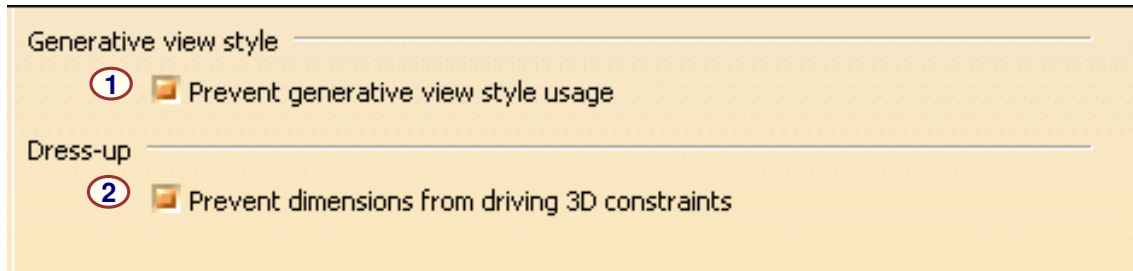 Generative view style
1 Prevent generative view style usage
Dress-up
2 Prevent dimensions from driving 3D constraints